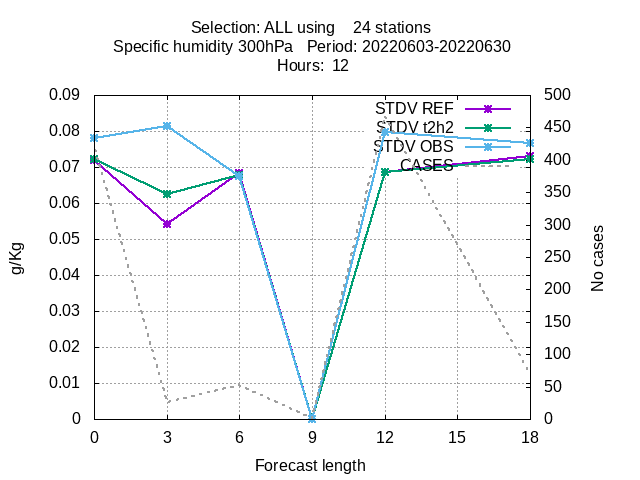 Selection: ALL using    24 stations
Specific humidity 300hPa   Period: 20220603-20220630
Hours:  12
STDV REF
STDV t2h2
STDV OBS
CASES
0.09
0.08
0.07
0.06
0.05
0.04
0.03
0.02
0.01
0
g/Kg
500
450
400
350
300
250
200
150
100
50
0
No cases
0 3 6 9 12 15 18
Forecast length